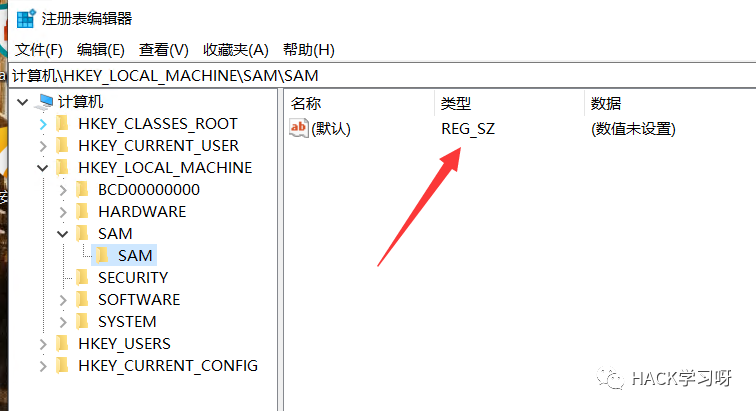 注册表编辑器
文件(F) 编辑(E) 查看(V) 收藏夹(A) 帮助(H)
计算机\HKEY_LOCAL_MACHINE\SAM\SAM
计算机
HKEY_CLASSES_ROOT
HKEY_CURRENT_USER
HKEY_LOCAL_MACHINE
BCD00000000
HARDWARE
SAM
SAM
SECURITY
SOFTWARE
SYSTEM
HKEY_USERS
HKEY_CURRENT_CONFIG
名称 类型 数据
ab (默认) REG_SZ (数值未设置)
HACK学习呀